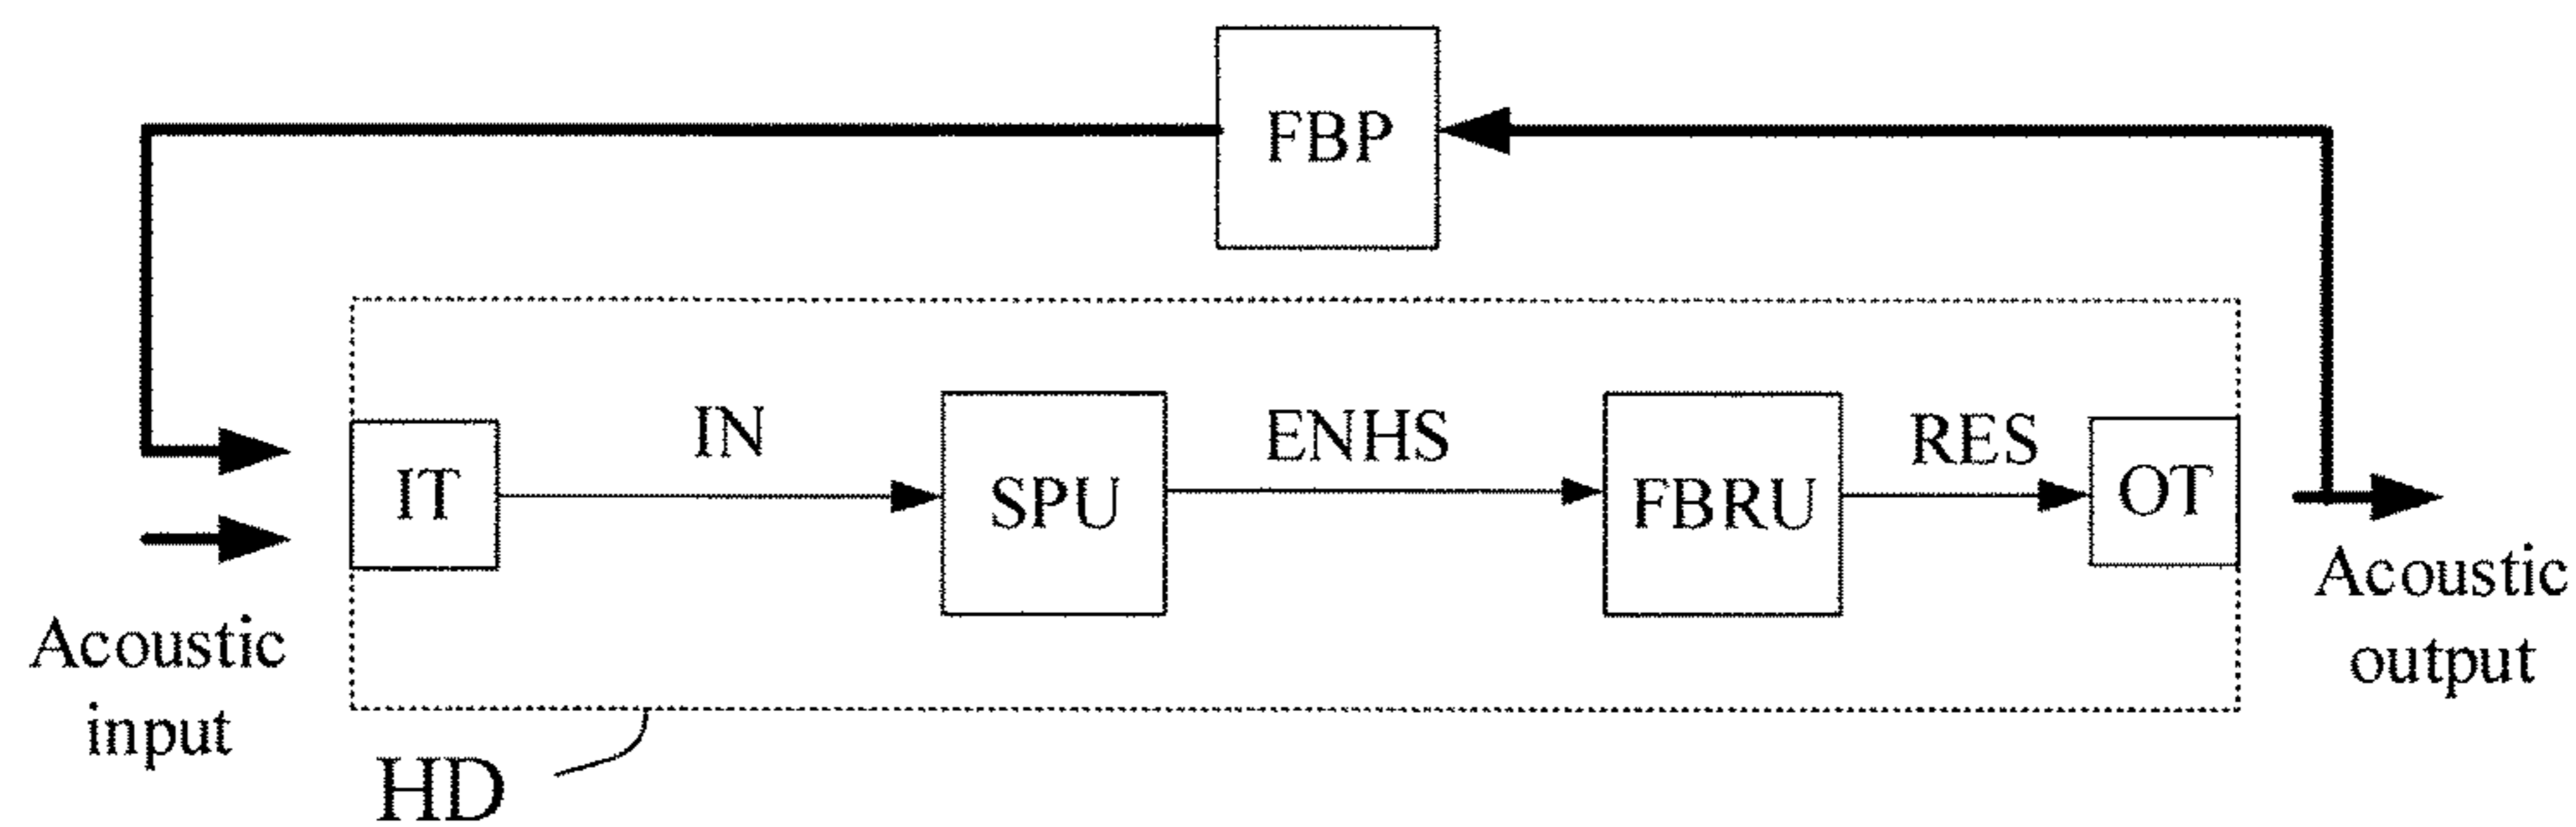 FBP
IN
ENHS
RES
IT
SPU
FBRU
OT
Acoustic
input
Acoustic
output
HD